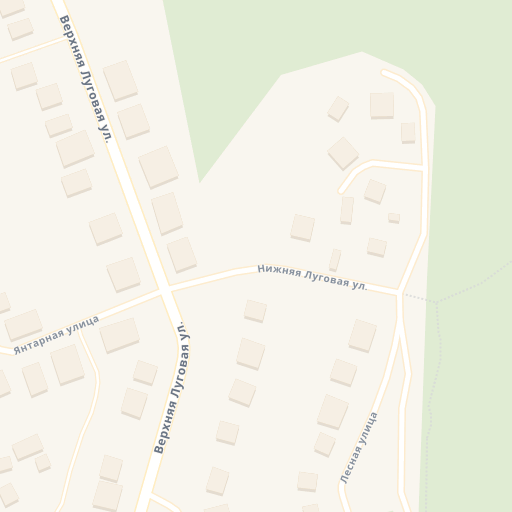 Верхняя Луговая ул.
Нижняя Луговая ул.
Янтарная улица
Верхняя Луговая ул.
Лесная улица